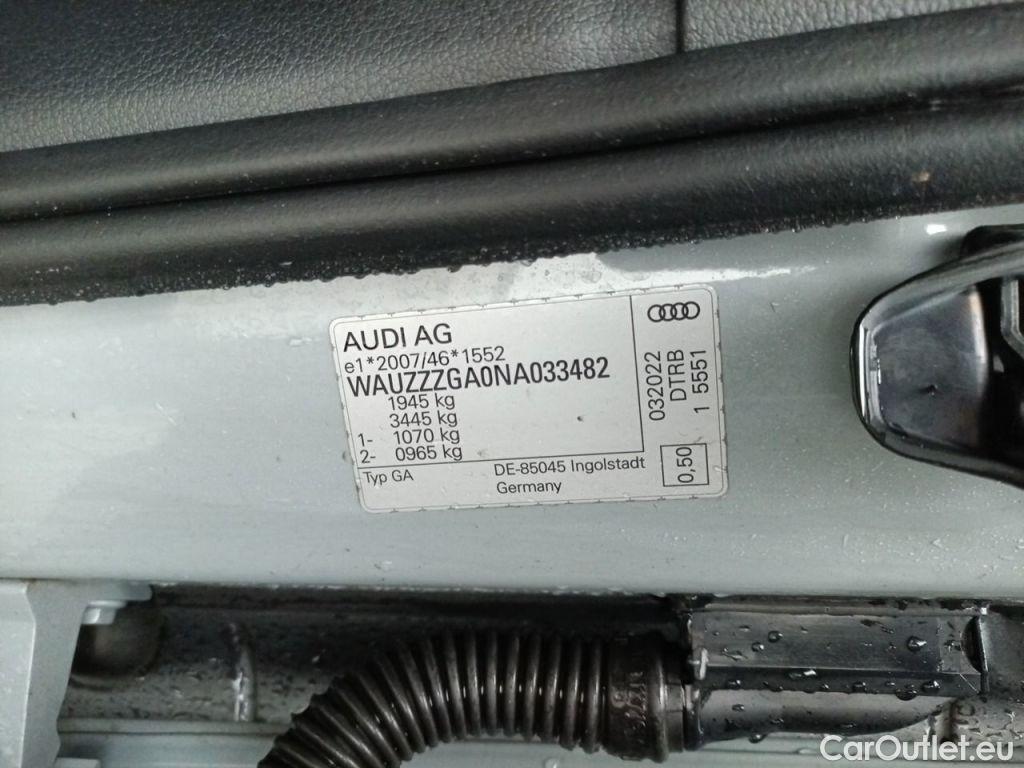 AUDI AG
e1*2007/46*1552
WAUZZZGA0NA033482
1945 kg
3445 kg
1- 1070 kg
2- 0965 kg
Typ GA
DE-85045 Ingolstadt
Germany
032022
DTRB
1 5551
0,50
CarOutlet.eu